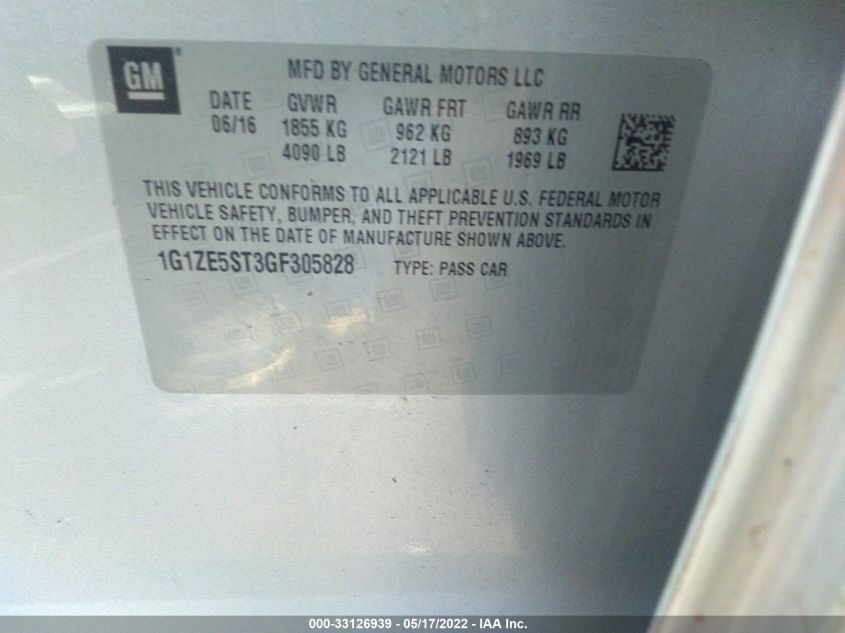 GM
MFD BY GENERAL MOTORS LLC
DATE GVWR GAWR FRT GAWR RR
06/16 1855 KG 962 KG 893 KG
4090 LB 2121 LB 1969 LB
THIS VEHICLE CONFORMS TO ALL APPLICABLE U.S. FEDERAL MOTOR
VEHICLE SAFETY, BUMPER, AND THEFT PREVENTION STANDARDS IN
EFFECT ON THE DATE OF MANUFACTURE SHOWN ABOVE.
1G1ZE5ST3GF305828 TYPE: PASS CAR
000-33126939 - 05/17/2022 - IAA Inc.